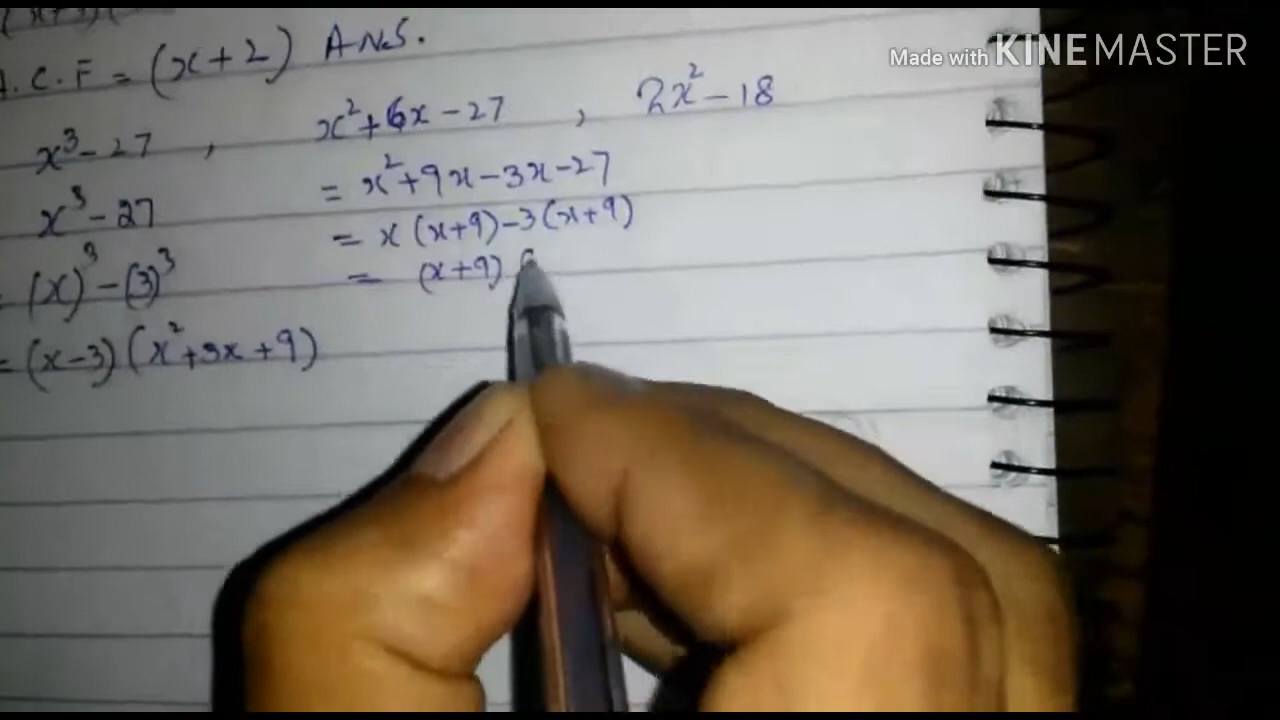 Made with KINEMASTER
.C.F = (x+2) ANS.
x³-27 , x²+6x-27 , 2x²-18
x³-27 = x²+9x-3x-27
= (x)³-(3)³ = x(x+9)-3(x+9)
= (x+9)(
= (x-3)(x²+3x+9)